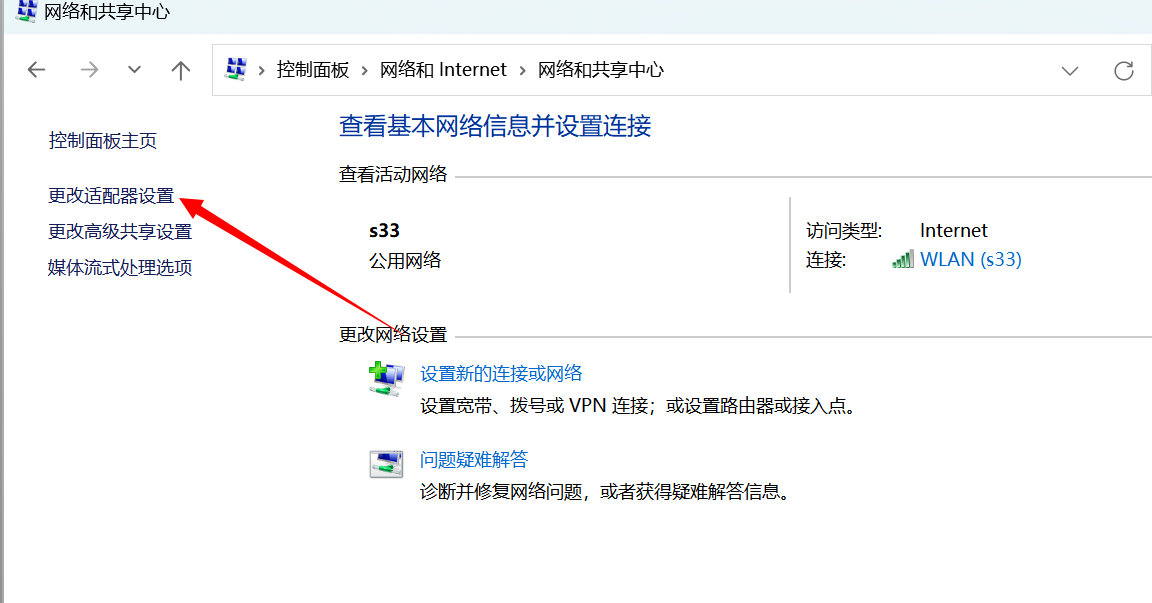 网络和共享中心
控制面板 › 网络和 Internet › 网络和共享中心
控制面板主页
更改适配器设置
更改高级共享设置
媒体流式处理选项
查看基本网络信息并设置连接
查看活动网络
s33
公用网络
访问类型: Internet
连接: WLAN (s33)
更改网络设置
设置新的连接或网络
设置宽带、拨号或 VPN 连接；或设置路由器或接入点。
问题疑难解答
诊断并修复网络问题，或者获得疑难解答信息。